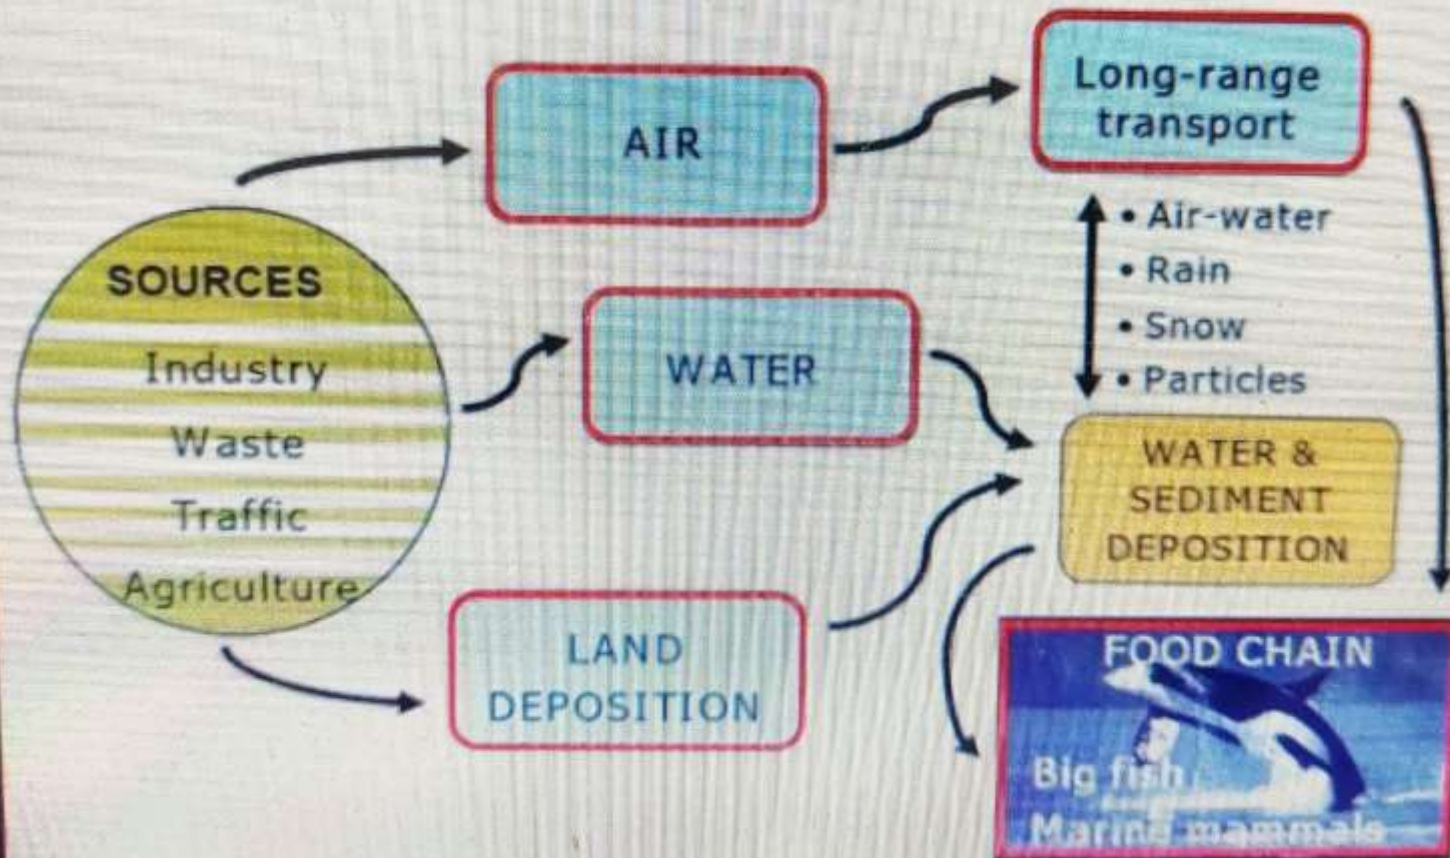 SOURCES
Industry
Waste
Traffic
Agriculture
AIR
WATER
LAND
DEPOSITION
Long-range
transport
• Air-water
• Rain
• Snow
• Particles
WATER &
SEDIMENT
DEPOSITION
FOOD CHAIN
Big fish
Marine mammals